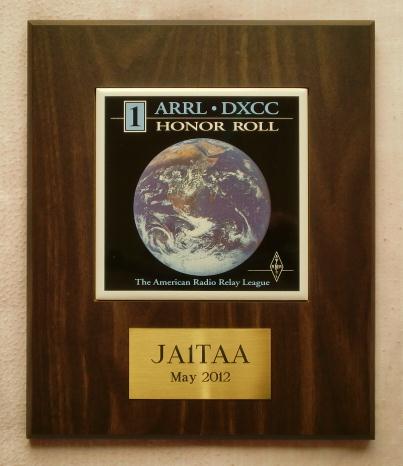 1 ARRL • DXCC
HONOR ROLL
The American Radio Relay League
JA1TAA
May 2012